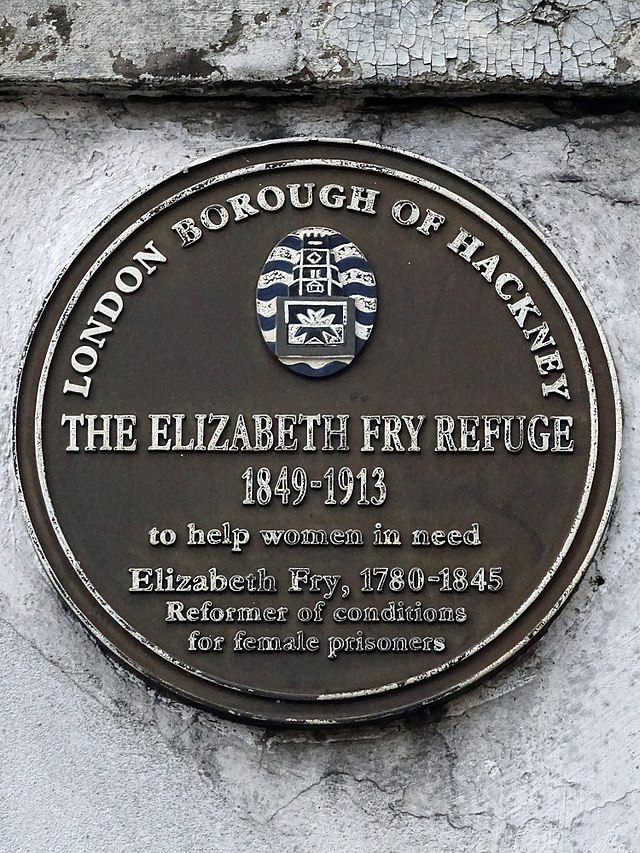 LONDON BOROUGH OF HACKNEY
THE ELIZABETH FRY REFUGE
1849-1913
to help women in need
Elizabeth Fry, 1780-1845
Reformer of conditions
for female prisoners